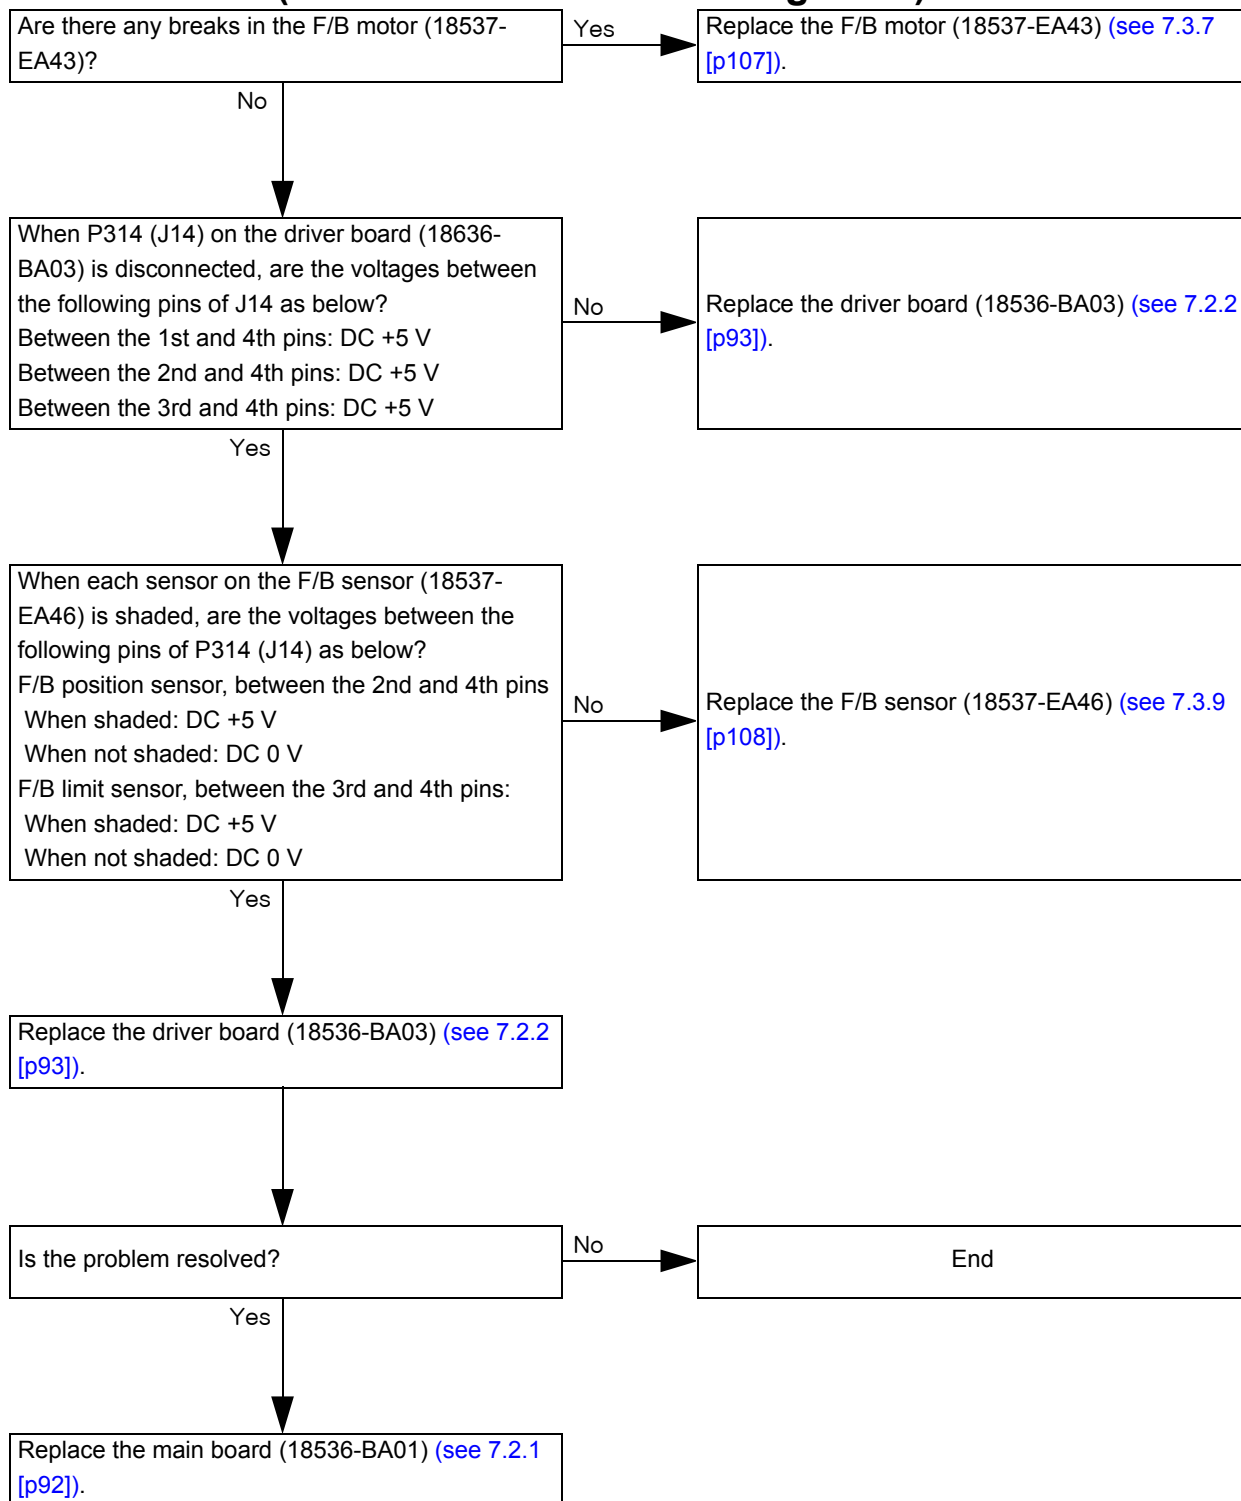 Are there any breaks in the F/B motor (18537-
EA43)?
Yes
Replace the F/B motor (18537-EA43) (see 7.3.7
[p107]).
No
When P314 (J14) on the driver board (18636-
BA03) is disconnected, are the voltages between
the following pins of J14 as below?
Between the 1st and 4th pins: DC +5 V
Between the 2nd and 4th pins: DC +5 V
Between the 3rd and 4th pins: DC +5 V
No
Replace the driver board (18536-BA03) (see 7.2.2
[p93]).
Yes
When each sensor on the F/B sensor (18537-
EA46) is shaded, are the voltages between the
following pins of P314 (J14) as below?
F/B position sensor, between the 2nd and 4th pins
When shaded: DC +5 V
When not shaded: DC 0 V
F/B limit sensor, between the 3rd and 4th pins:
When shaded: DC +5 V
When not shaded: DC 0 V
No
Replace the F/B sensor (18537-EA46) (see 7.3.9
[p108]).
Yes
Replace the driver board (18536-BA03) (see 7.2.2
[p93]).
Is the problem resolved?
No
End
Yes
Replace the main board (18536-BA01) (see 7.2.1
[p92]).